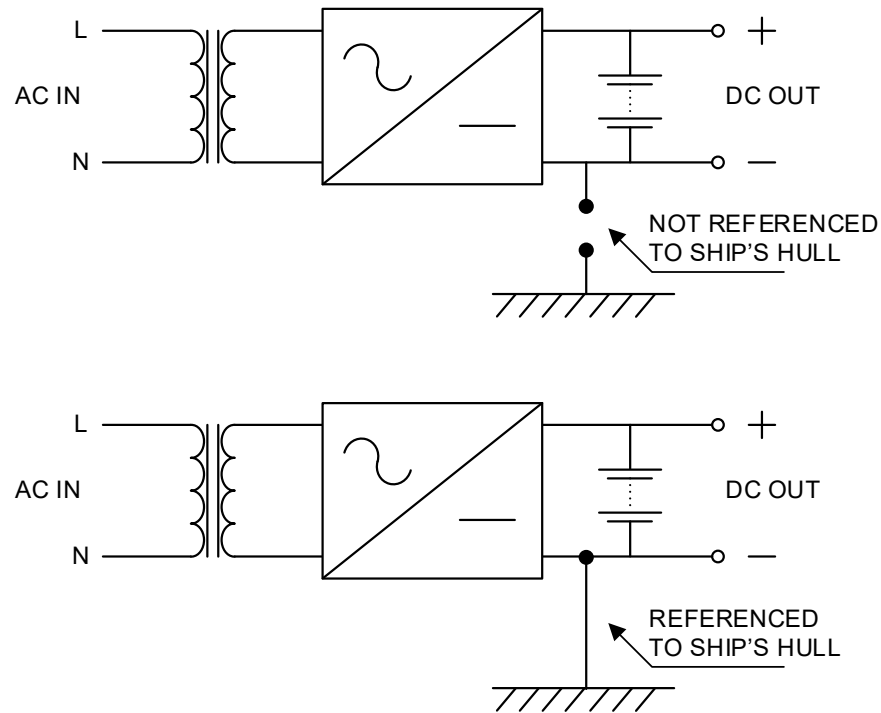 L
+
AC IN
DC OUT
N
—
NOT REFERENCED
TO SHIP'S HULL
L
+
AC IN
DC OUT
N
—
REFERENCED
TO SHIP'S HULL